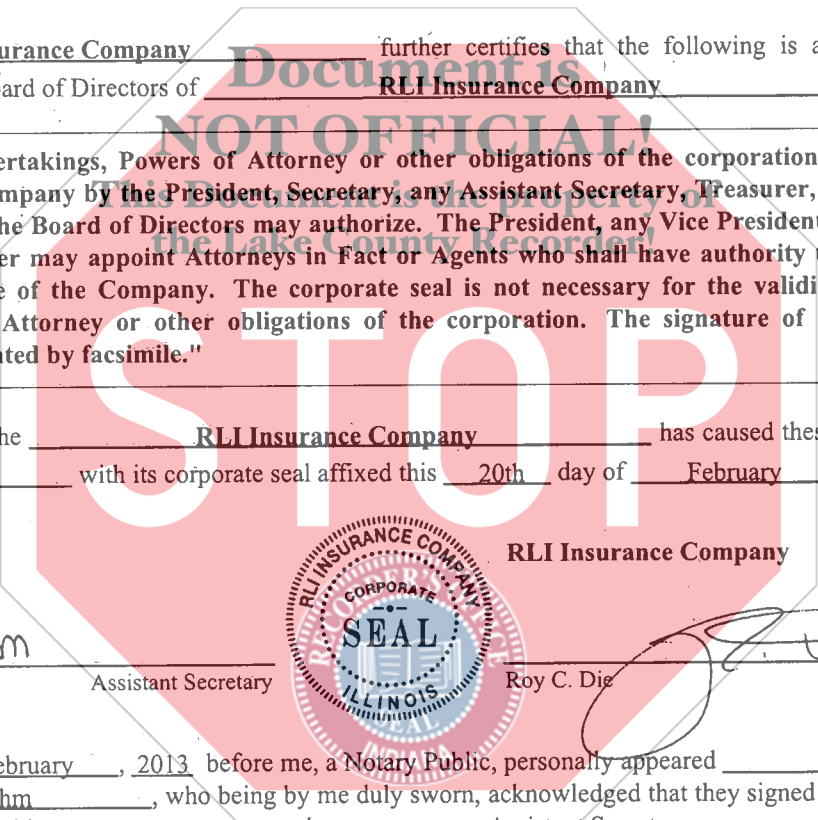 surance Company further certifies that the following is a
ard of Directors of RLI Insurance Company
Document is
NOT OFFICIAL!
This Document is the property of
the Lake County Recorder!
ertakings, Powers of Attorney or other obligations of the corporation
mpany by the President, Secretary, any Assistant Secretary, Treasurer,
he Board of Directors may authorize. The President, any Vice President
er may appoint Attorneys in Fact or Agents who shall have authority
e of the Company. The corporate seal is not necessary for the validi
Attorney or other obligations of the corporation. The signature of
ted by facsimile."
STOP
he RLI Insurance Company has caused thes
with its corporate seal affixed this 20th day of February
RLI Insurance Company
RLI INSURANCE COMPANY
CORPORATE
SEAL
ILLINOIS
RECORDER'S OFFICE
SEAL
INDIANA
Assistant Secretary Roy C. Die
ebruary, 2013 before me, a Notary Public, personally appeared
hm, who being by me duly sworn, acknowledged that they signed